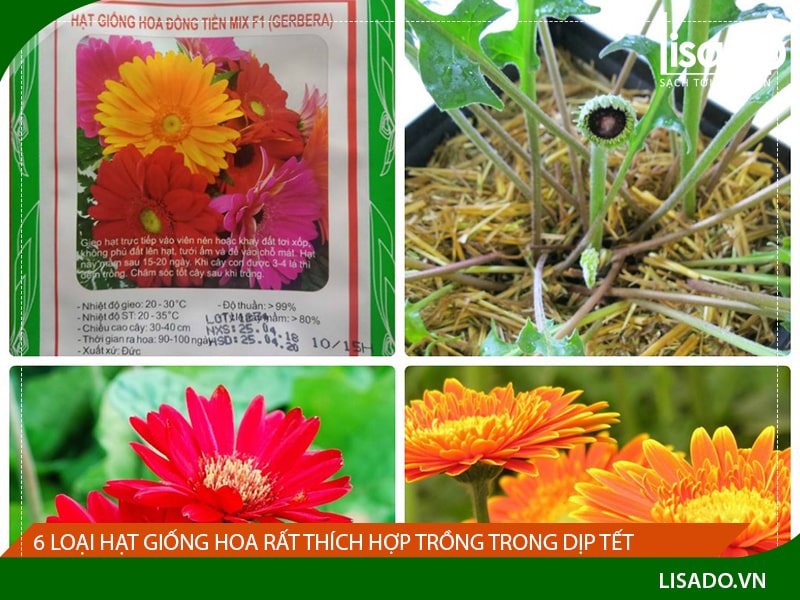 HẠT GIỐNG HOA ĐỒNG TIỀN MIX F1 (GERBERA)
Gieo hạt trực tiếp vào viên nén hoặc khay đất tơi xốp,
không phủ đất lên hạt, tưới ẩm và để vào chỗ mát. Hạt
nảy mầm sau 15-20 ngày. Khi cây con được 3-4 lá thì
đem trồng. Chăm sóc tốt cây sau khi trồng.
- Nhiệt độ gieo: 20 - 30°C
- Độ thuần: > 99%
- Nhiệt độ ST: 20 - 35°C
mầm: > 80%
- Chiều cao cây: 30-40 cm
NXS:25.04.18
- Thời gian ra hoa: 90-100 ngày
HSD:25.04.20
10/15H
- Xuất xứ: Đức
lisado
SẠCH
6 LOẠI HẠT GIỐNG HOA RẤT THÍCH HỢP TRỒNG TRONG DỊP TẾT
LISADO.VN